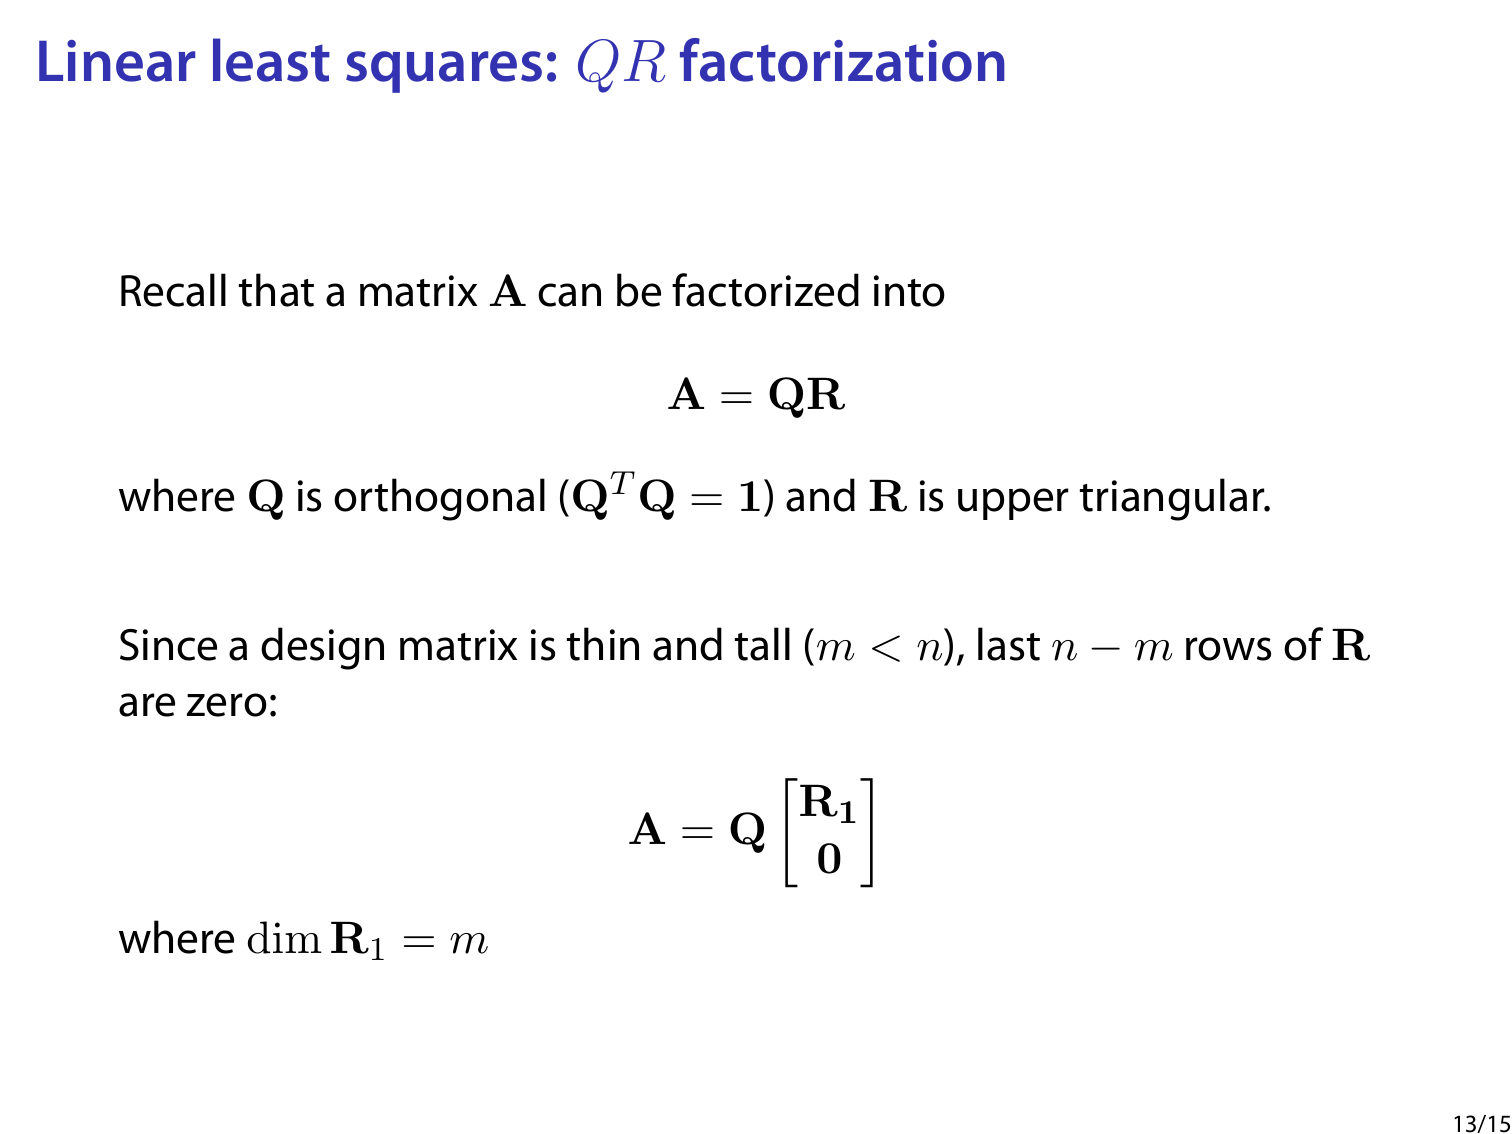 Linear least squares: QR factorization
Recall that a matrix A can be factorized into
A = QR
where Q is orthogonal (Q^T Q = 1) and R is upper triangular.
Since a design matrix is thin and tall (m < n), last n − m rows of R
are zero:
A = Q [R₁
0]
where dim R₁ = m
13/15